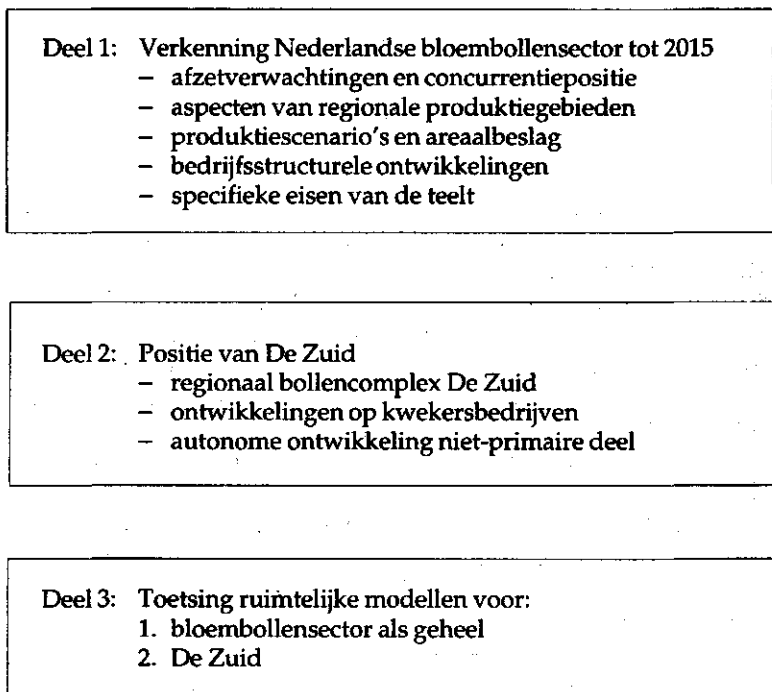 Deel 1: Verkenning Nederlandse bloembollensector tot 2015
– afzetverwachtingen en concurrentiepositie
– aspecten van regionale produktiegebieden
– produktiescenario's en areaalbeslag
– bedrijfsstructurele ontwikkelingen
– specifieke eisen van de teelt
Deel 2: Positie van De Zuid
– regionaal bollencomplex De Zuid
– ontwikkelingen op kwekersbedrijven
– autonome ontwikkeling niet-primaire deel
Deel 3: Toetsing ruimtelijke modellen voor:
1. bloembollensector als geheel
2. De Zuid